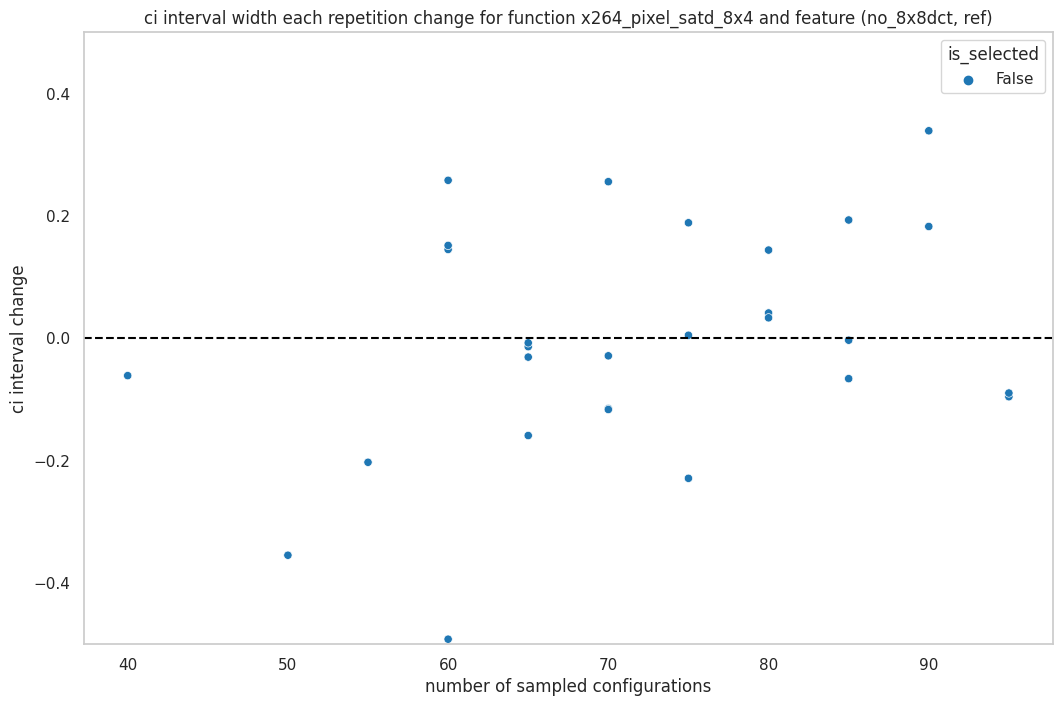 ci interval width each repetition change for function x264_pixel_satd_8x4 and feature (no_8x8dct, ref)
is_selected
False
0.4
0.2
0.0
−0.2
−0.4
ci interval change
40 50 60 70 80 90
number of sampled configurations